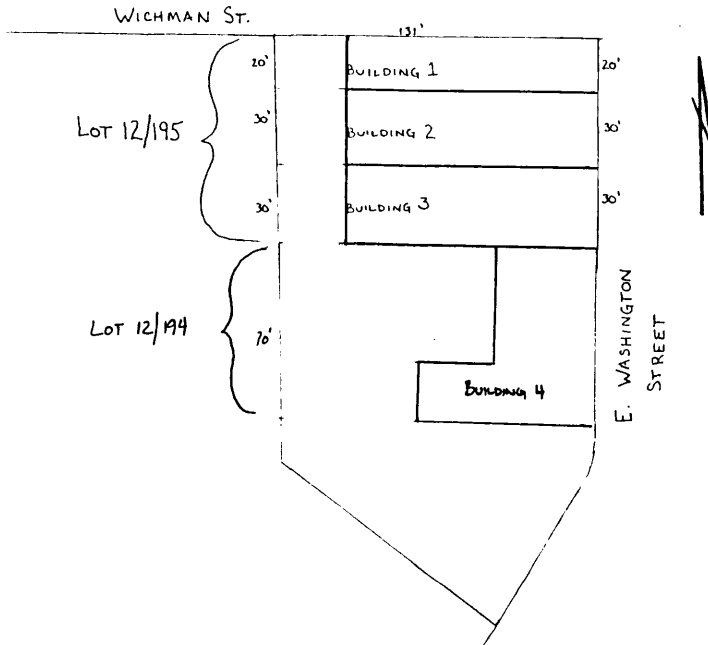 WICHMAN ST.
131'
20'
BUILDING 1
20'
30'
BUILDING 2
30'
LOT 12/195
30'
BUILDING 3
30'
LOT 12/194
70'
BUILDING 4
E. WASHINGTON
STREET